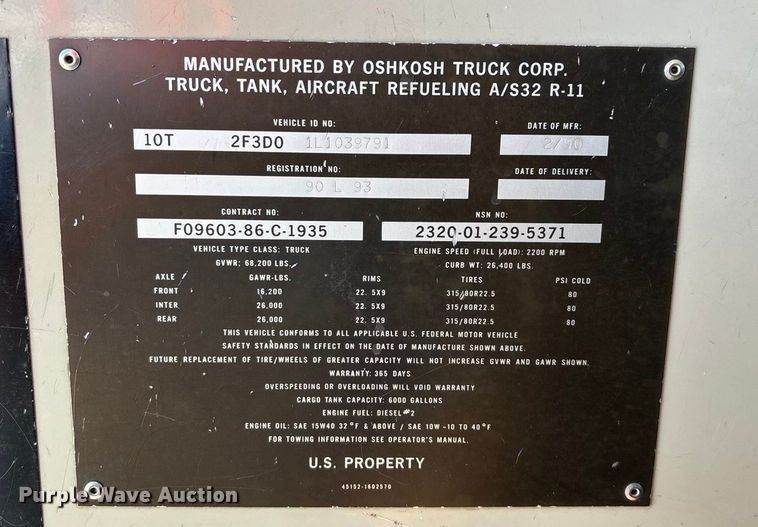 MANUFACTURED BY OSHKOSH TRUCK CORP.
TRUCK, TANK, AIRCRAFT REFUELING A/S32 R-11
VEHICLE ID NO: DATE OF MFR:
10T 2F3D0 1L1039791 2/90
REGISTRATION NO: DATE OF DELIVERY:
90 L 93
CONTRACT NO: NSN NO:
F09603-86-C-1935 2320-01-239-5371
VEHICLE TYPE CLASS: TRUCK ENGINE SPEED (FULL LOAD): 2200 RPM
GVWR: 68,200 LBS. CURB WT: 26,400 LBS.
AXLE GAWR-LBS. RIMS TIRES PSI COLD
FRONT 16,200 22. 5X9 315/80R22.5 80
INTER 26,000 22. 5X9 315/80R22.5 80
REAR 26,000 22. 5X9 315/80R22.5 80
THIS VEHICLE CONFORMS TO ALL APPLICABLE U.S. FEDERAL MOTOR VEHICLE
SAFETY STANDARDS IN EFFECT ON THE DATE OF MANUFACTURE SHOWN ABOVE.
FUTURE REPLACEMENT OF TIRE/WHEELS OF GREATER CAPACITY WILL NOT INCREASE GVWR AND GAWR SHOWN.
WARRANTY: 365 DAYS
OVERSPEEDING OR OVERLOADING WILL VOID WARRANTY
CARGO TANK CAPACITY: 6000 GALLONS
ENGINE FUEL: DIESEL #2
ENGINE OIL: SAE 15W40 32 °F & ABOVE / SAE 10W -10 TO 40 °F
FOR TOWING INFORMATION SEE OPERATOR'S MANUAL.
U.S. PROPERTY
45152-1602570
Purple Wave Auction